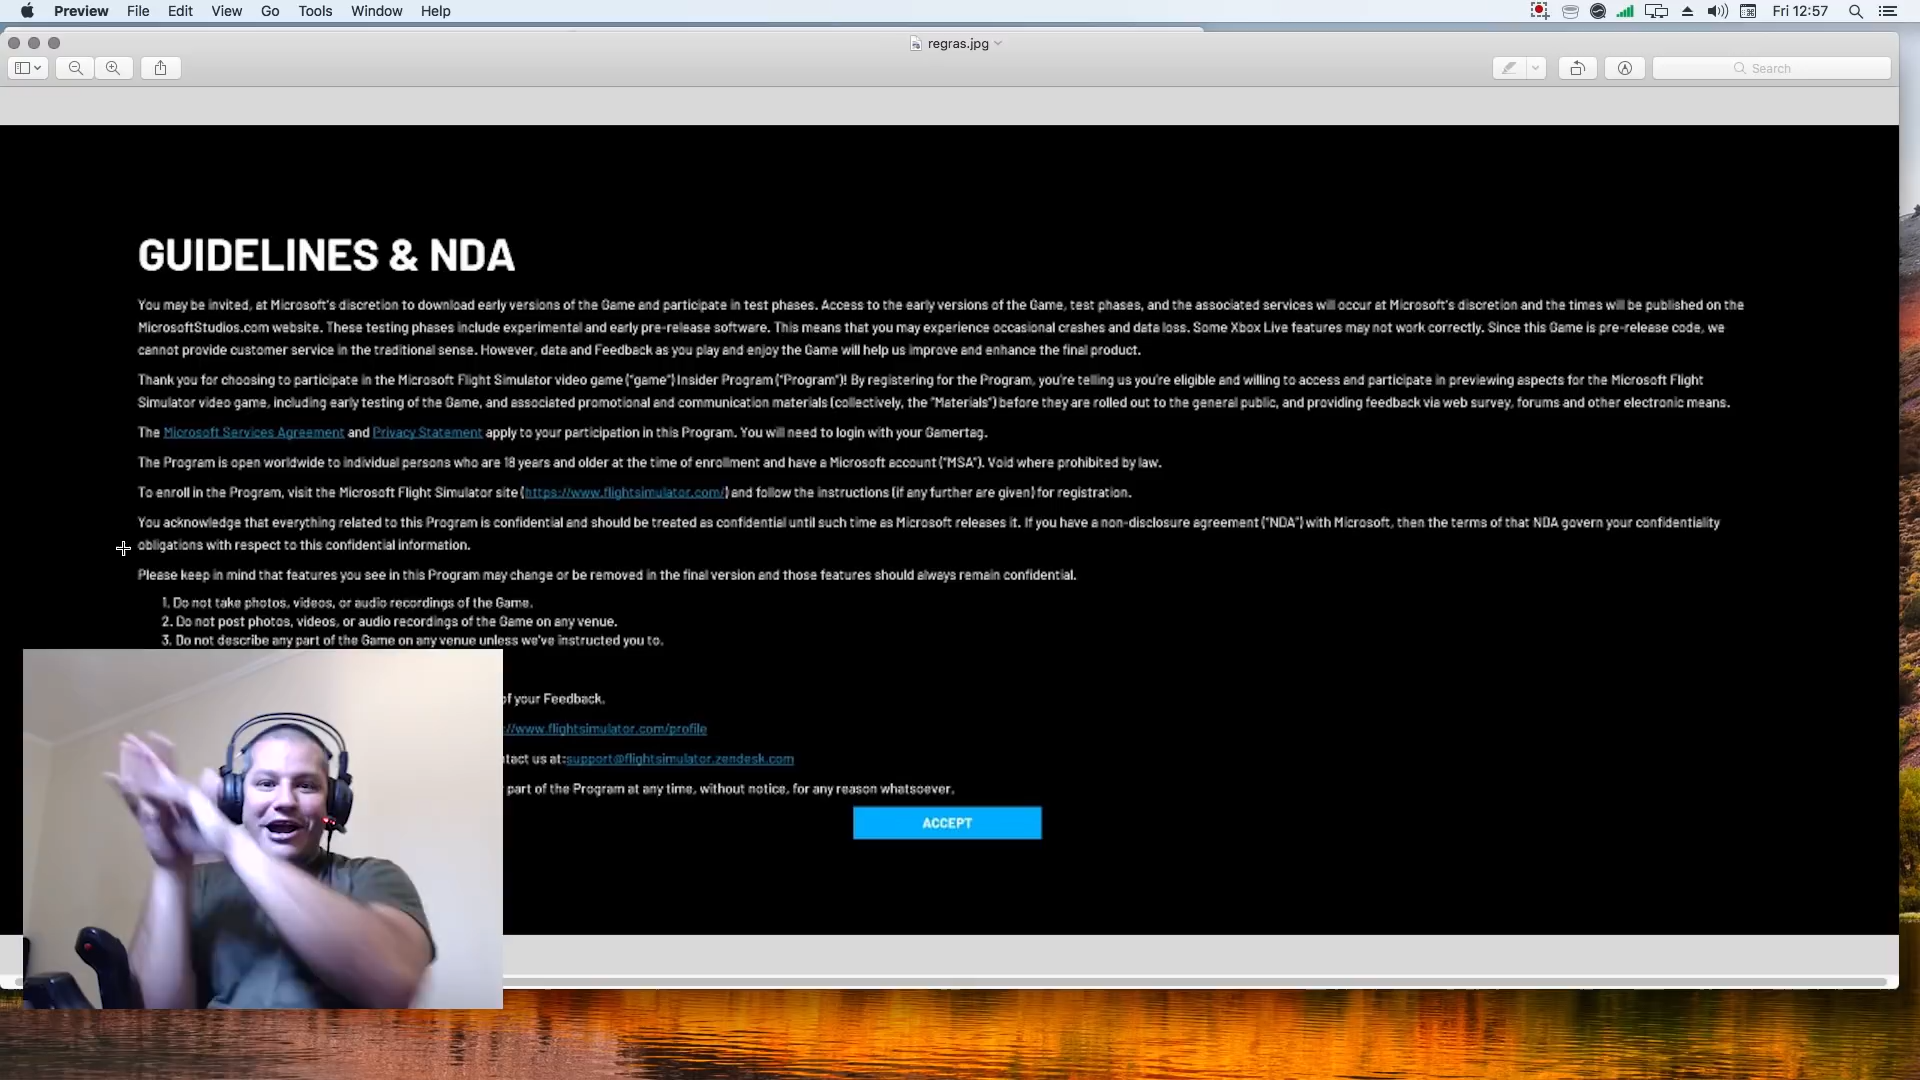 Preview File Edit View Go Tools Window Help Fri 12:57
regras.jpg
Search
GUIDELINES & NDA
You may be invited, at Microsoft's discretion to download early versions of the Game and participate in test phases. Access to the early versions of the Game, test phases, and the associated services will occur at Microsoft's discretion and the times will be published on the
MicrosoftStudios.com website. These testing phases include experimental and early pre-release software. This means that you may experience occasional crashes and data loss. Some Xbox Live features may not work correctly. Since this Game is pre-release code, we
cannot provide customer service in the traditional sense. However, data and Feedback as you play and enjoy the Game will help us improve and enhance the final product.
Thank you for choosing to participate in the Microsoft Flight Simulator video game ("game") Insider Program ("Program")! By registering for the Program, you're telling us you're eligible and willing to access and participate in previewing aspects for the Microsoft Flight
Simulator video game, including early testing of the Game, and associated promotional and communication materials (collectively, the "Materials") before they are rolled out to the general public, and providing feedback via web survey, forums and other electronic means.
The Microsoft Services Agreement and Privacy Statement apply to your participation in this Program. You will need to login with your Gamertag.
The Program is open worldwide to individual persons who are 18 years and older at the time of enrollment and have a Microsoft account ("MSA"). Void where prohibited by law.
To enroll in the Program, visit the Microsoft Flight Simulator site (https://www.flightsimulator.com/) and follow the instructions (if any further are given) for registration.
You acknowledge that everything related to this Program is confidential and should be treated as confidential until such time as Microsoft releases it. If you have a non-disclosure agreement ("NDA") with Microsoft, then the terms of that NDA govern your confidentiality
obligations with respect to this confidential information.
Please keep in mind that features you see in this Program may change or be removed in the final version and those features should always remain confidential.
1. Do not take photos, videos, or audio recordings of the Game.
2. Do not post photos, videos, or audio recordings of the Game on any venue.
3. Do not describe any part of the Game on any venue unless we've instructed you to.
of your Feedback.
://www.flightsimulator.com/profile
tact us at:support@flightsimulator.zendesk.com
part of the Program at any time, without notice, for any reason whatsoever.
ACCEPT